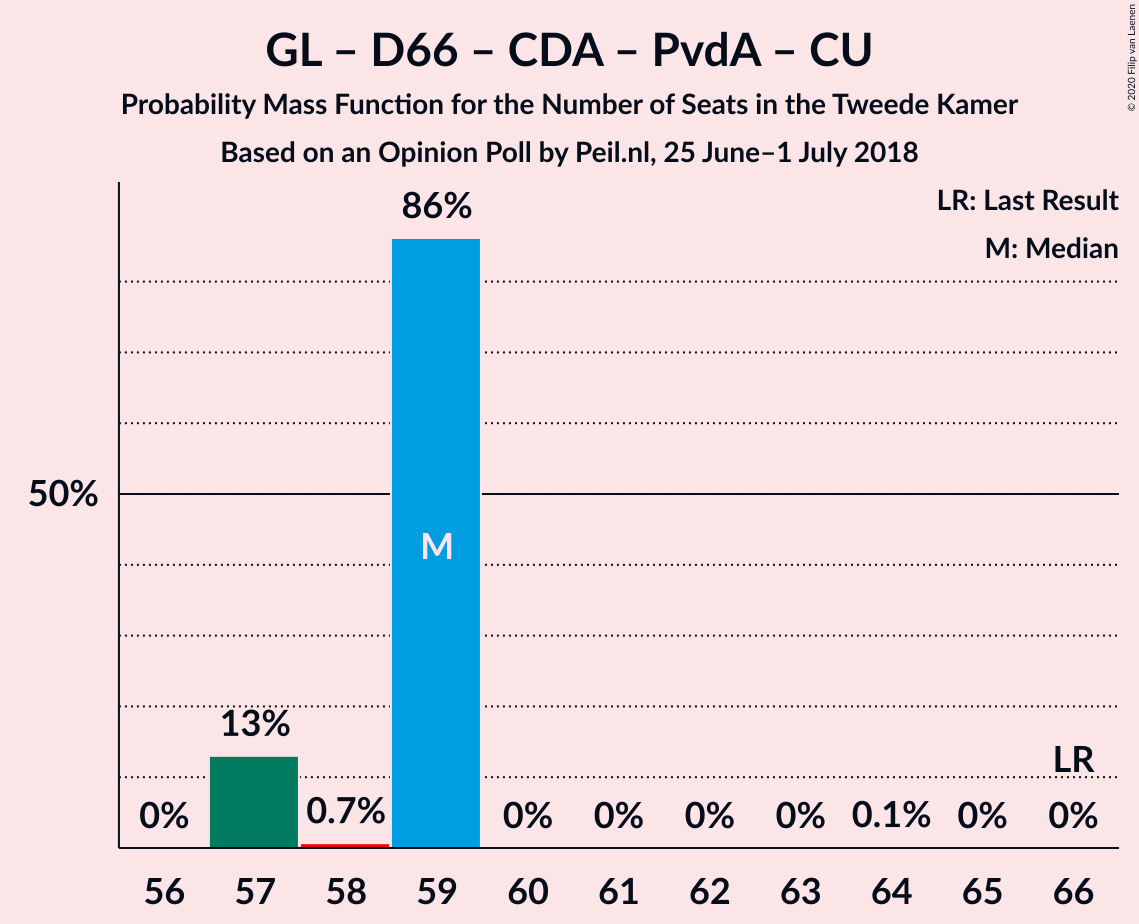 GL – D66 – CDA – PvdA – CU
Probability Mass Function for the Number of Seats in the Tweede Kamer
Based on an Opinion Poll by Peil.nl, 25 June–1 July 2018
© 2020 Filip van Laenen
LR: Last Result
M: Median
86%
50%
M
13%
LR
0% 0.7% 0% 0% 0% 0% 0.1% 0% 0%
56 57 58 59 60 61 62 63 64 65 66